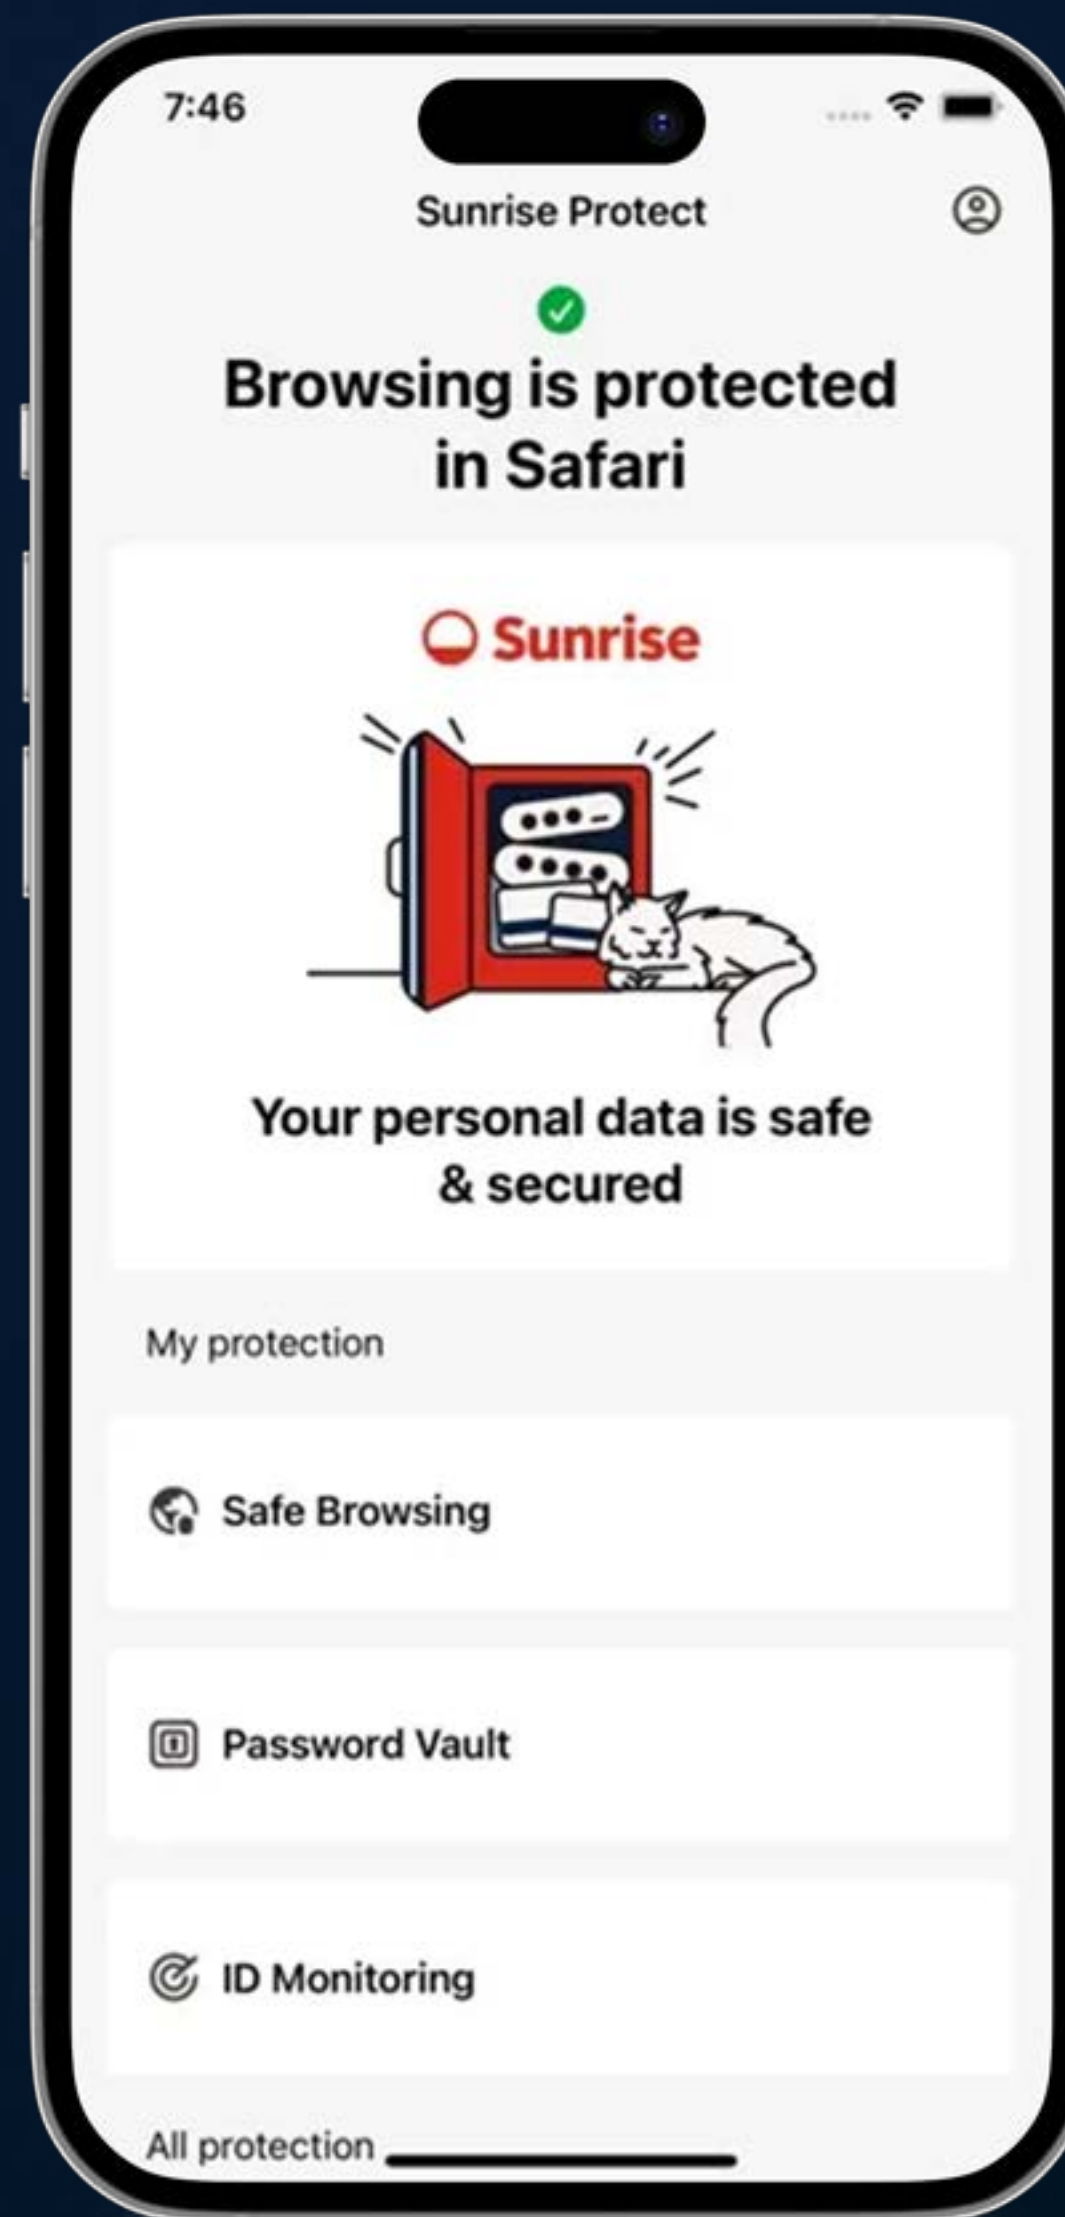 7:46
Sunrise Protect
Browsing is protected
in Safari
Sunrise
Your personal data is safe
& secured
My protection
Safe Browsing
Password Vault
ID Monitoring
All protection